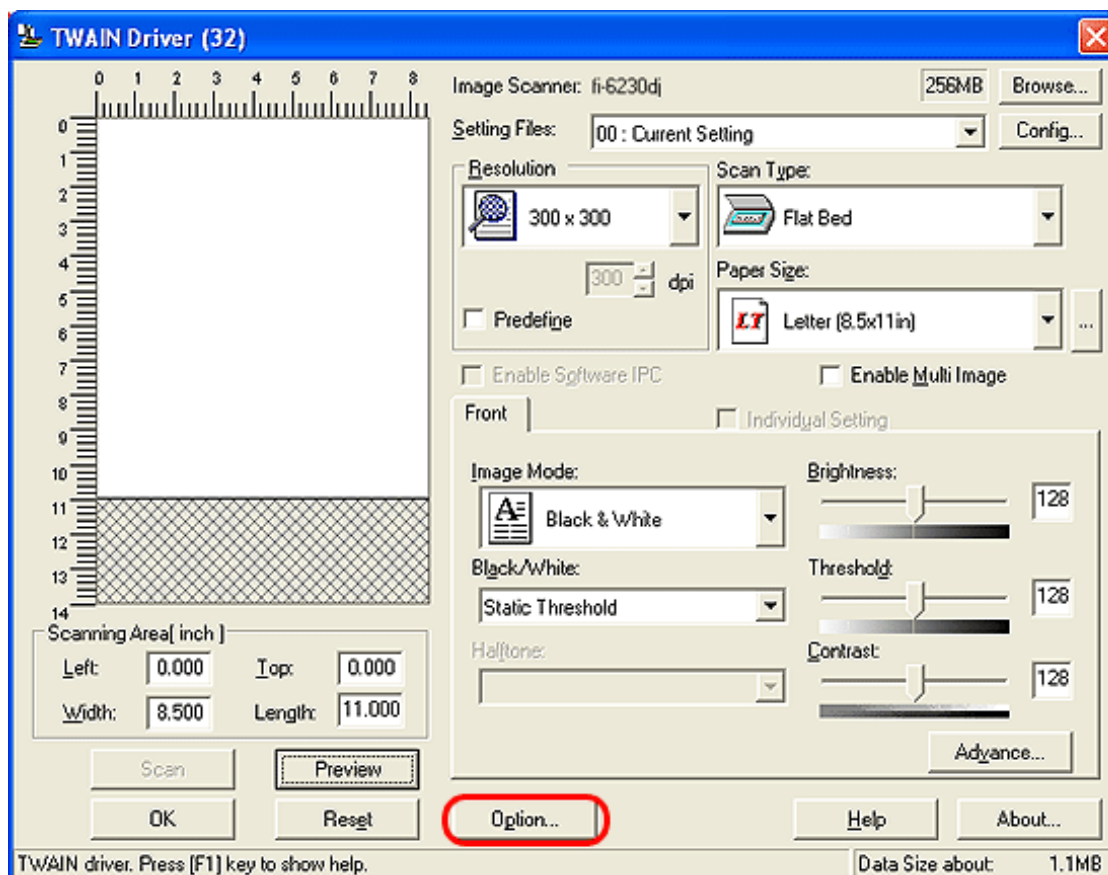 TWAIN Driver (32)
0 1 2 3 4 5 6 7 8
0
1
2
3
4
5
6
7
8
9
10
11
12
13
14
Scanning Area[ inch ]
Left: 0.000 Top: 0.000
Width: 8.500 Length: 11.000
Scan Preview
OK Reset
Image Scanner: fi-6230dj 256MB Browse...
Setting Files: 00 : Current Setting Config...
Resolution
300 x 300
300 dpi
Predefine
Scan Type:
Flat Bed
Paper Size:
LT Letter (8.5x11in) ...
Enable Software IPC Enable Multi Image
Front Individual Setting
Image Mode:
A Black & White
Black/White:
Static Threshold
Halftone:
Brightness:
128
Threshold:
128
Contrast:
128
Advance...
Option... Help About...
TWAIN driver. Press [F1] key to show help. Data Size about: 1.1MB